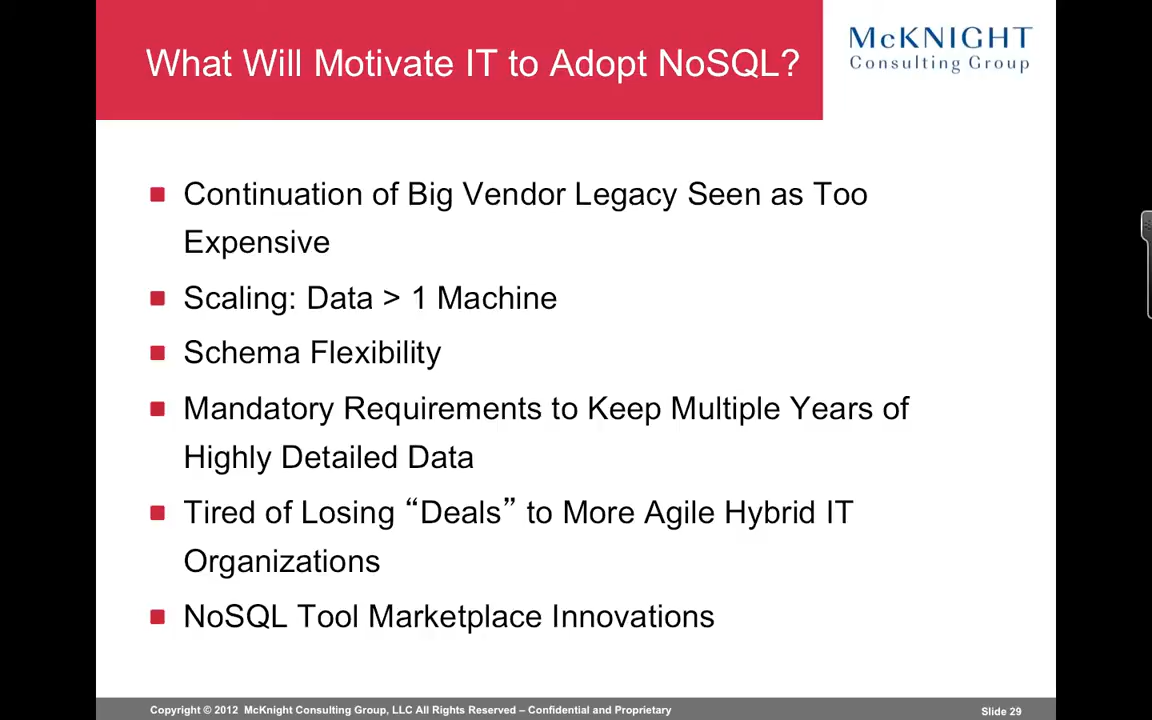 What Will Motivate IT to Adopt NoSQL?
McKNIGHT
Consulting Group
Continuation of Big Vendor Legacy Seen as Too
Expensive
Scaling: Data > 1 Machine
Schema Flexibility
Mandatory Requirements to Keep Multiple Years of
Highly Detailed Data
Tired of Losing “Deals” to More Agile Hybrid IT
Organizations
NoSQL Tool Marketplace Innovations
Copyright © 2012 McKnight Consulting Group, LLC All Rights Reserved – Confidential and Proprietary
Slide 29